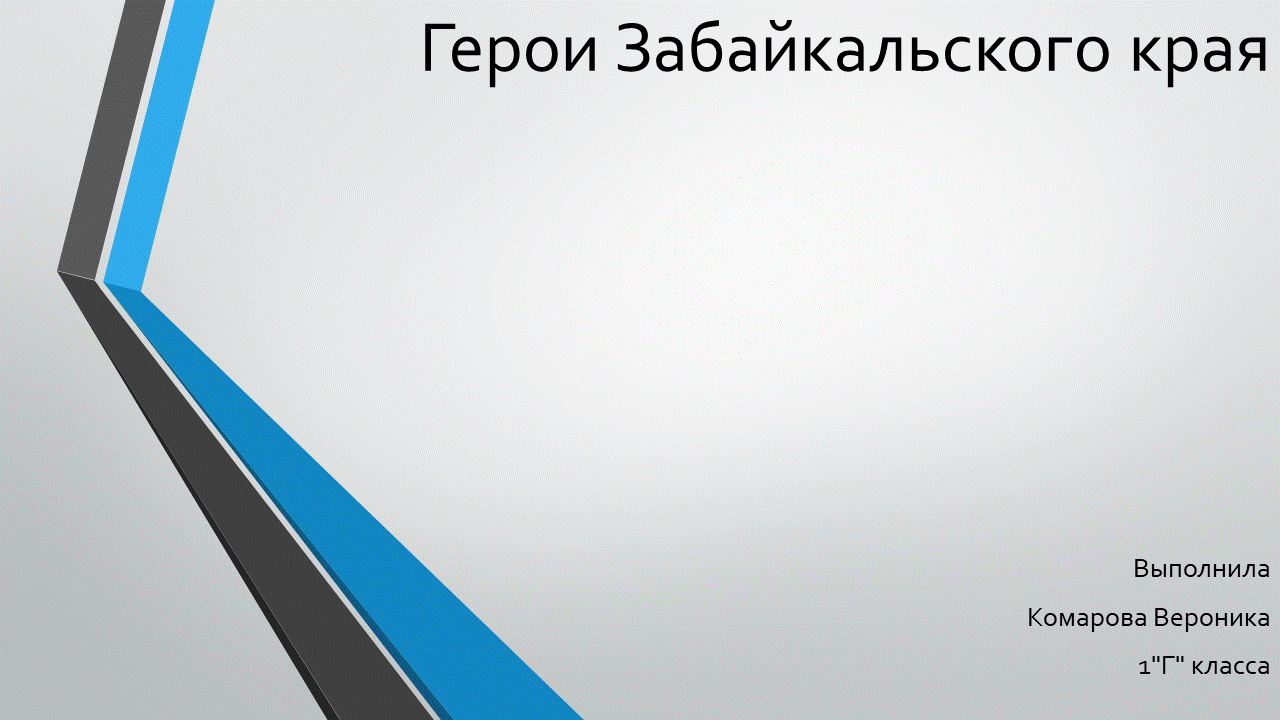 Герои Забайкальского края
Выполнила
Комарова Вероника
1"Г" класса